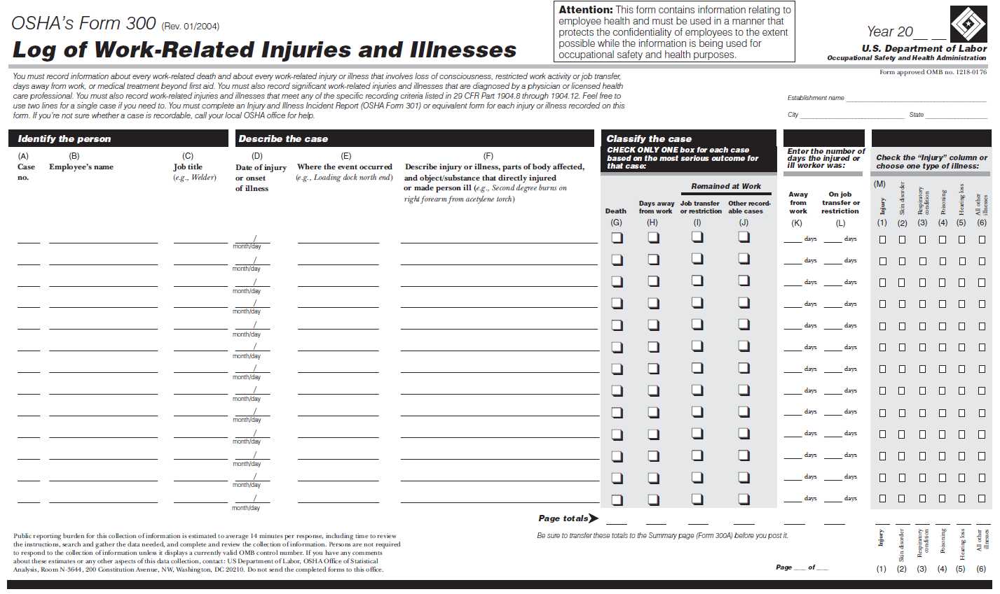 OSHA's Form 300 (Rev. 01/2004)
Log of Work-Related Injuries and Illnesses
Attention: This form contains information relating to
employee health and must be used in a manner that
protects the confidentiality of employees to the extent
possible while the information is being used for
occupational safety and health purposes.
Year 20__ __
U.S. Department of Labor
Occupational Safety and Health Administration
Form approved OMB no. 1218-0176
You must record information about every work-related death and about every work-related injury or illness that involves loss of consciousness, restricted work activity or job transfer,
days away from work, or medical treatment beyond first aid. You must also record significant work-related injuries and illnesses that are diagnosed by a physician or licensed health
care professional. You must also record work-related injuries and illnesses that meet any of the specific recording criteria listed in 29 CFR Part 1904.8 through 1904.12. Feel free to
use two lines for a single case if you need to. You must complete an Injury and Illness Incident Report (OSHA Form 301) or equivalent form for each injury or illness recorded on this
form. If you're not sure whether a case is recordable, call your local OSHA office for help.
Establishment name
City State
Identify the person
(A) (B) (C)
Case Employee's name Job title
no. (e.g., Welder)
Describe the case
(D) (E) (F)
Date of injury Where the event occurred Describe injury or illness, parts of body affected,
or onset (e.g., Loading dock north end) and object/substance that directly injured
of illness or made person ill (e.g., Second degree burns on
right forearm from acetylene torch)
Classify the case
CHECK ONLY ONE box for each case
based on the most serious outcome for
that case:
Remained at Work
Death Days away from work Job transfer or restriction Other record-able cases
(G) (H) (I) (J)
Enter the number of
days the injured or
ill worker was:
Away from work On job transfer or restriction
(K) (L)
Check the “Injury” column or
choose one type of illness:
(M)
Injury Skin disorder Respiratory condition Poisoning Hearing loss All other illnesses
(1) (2) (3) (4) (5) (6)
/ days days
month/day
/ days days
month/day
/ days days
month/day
/ days days
month/day
/ days days
month/day
/ days days
month/day
/ days days
month/day
/ days days
month/day
/ days days
month/day
/ days days
month/day
/ days days
month/day
/ days days
month/day
/ days days
month/day
Page totals
Be sure to transfer these totals to the Summary page (Form 300A) before you post it.
Injury Skin disorder Respiratory condition Poisoning Hearing loss All other illnesses
(1) (2) (3) (4) (5) (6)
Public reporting burden for this collection of information is estimated to average 14 minutes per response, including time to review
the instructions, search and gather the data needed, and complete and review the collection of information. Persons are not required
to respond to the collection of information unless it displays a currently valid OMB control number. If you have any comments
about these estimates or any other aspects of this data collection, contact: US Department of Labor, OSHA Office of Statistical
Analysis, Room N-3644, 200 Constitution Avenue, NW, Washington, DC 20210. Do not send the completed forms to this office.
Page ___ of ___